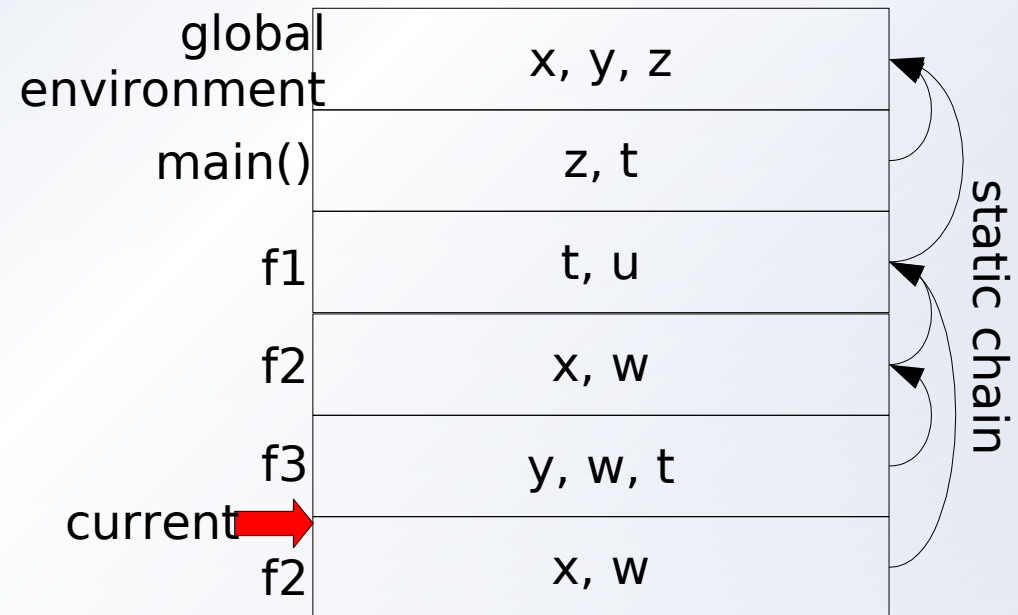 global
environment
x, y, z
main()
z, t
f1
t, u
f2
x, w
f3
y, w, t
current
f2
x, w
static chain